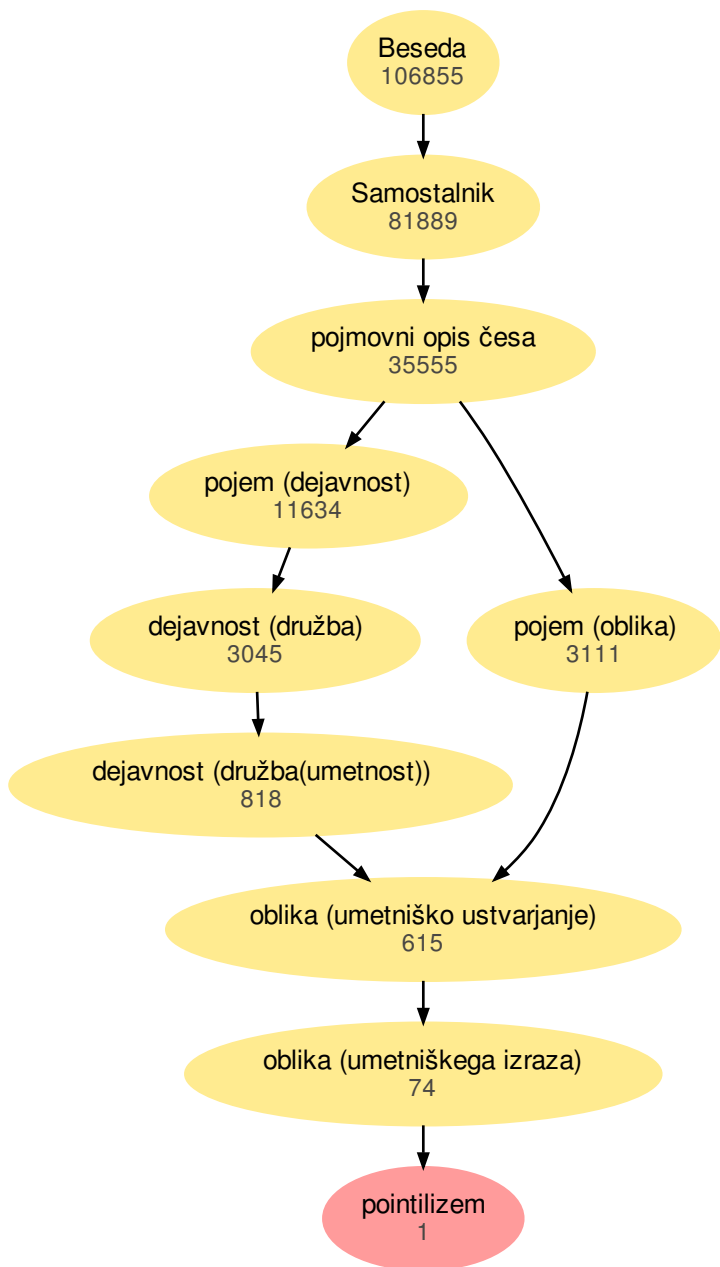 Beseda
106855
Samostalnik
81889
pojmovni opis česa
35555
pojem (dejavnost)
11634
dejavnost (družba)
3045
pojem (oblika)
3111
dejavnost (družba(umetnost))
818
oblika (umetniško ustvarjanje)
615
oblika (umetniškega izraza)
74
pointilizem
1